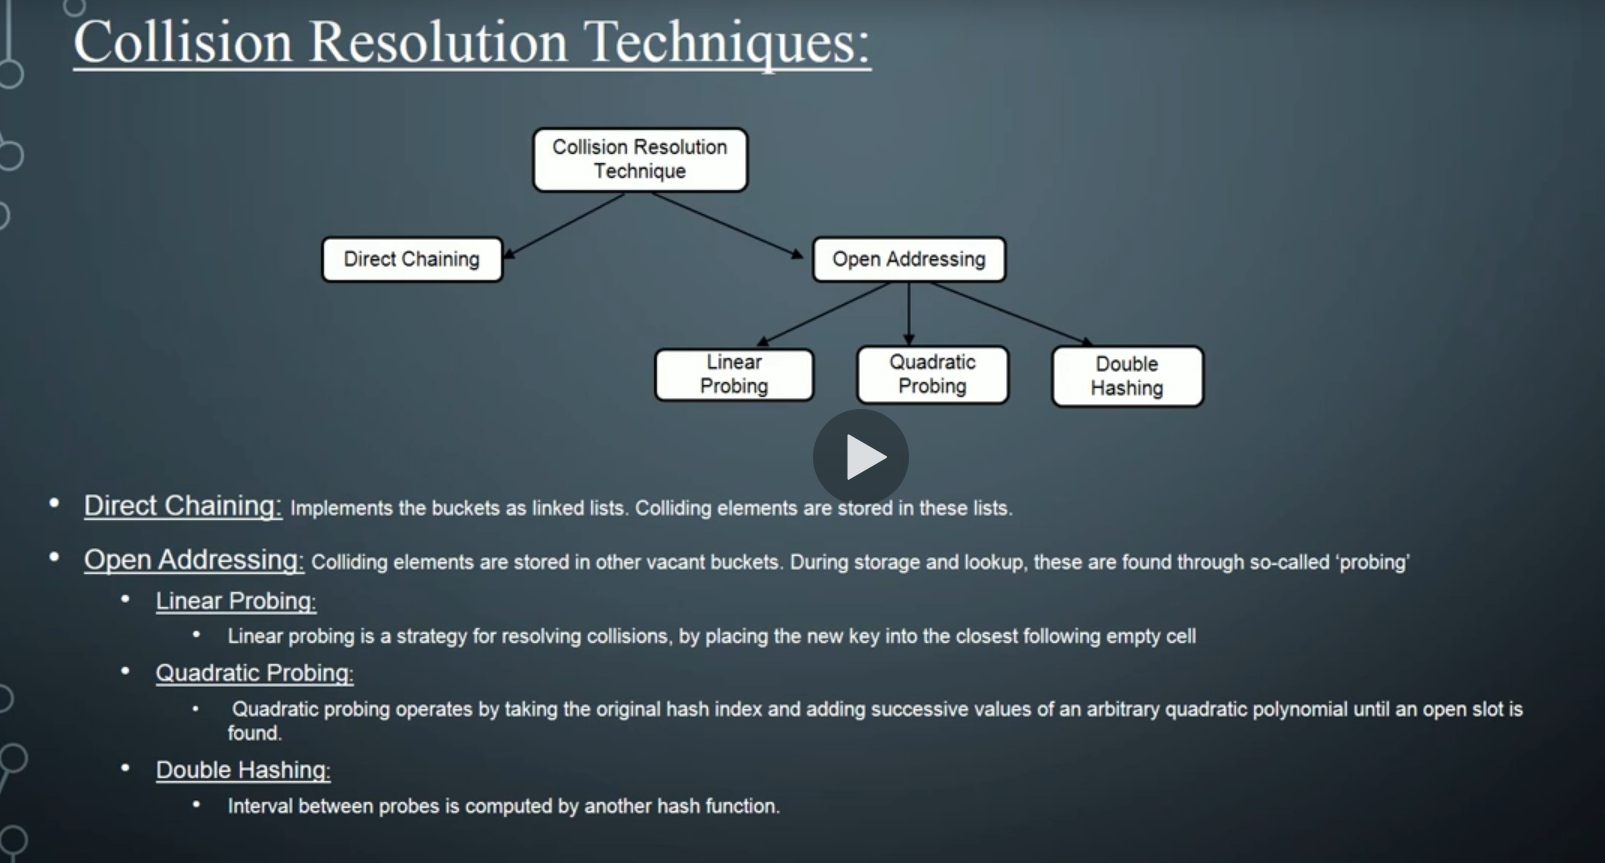 Collision Resolution Techniques:
Collision Resolution
Technique
Direct Chaining
Open Addressing
Linear
Probing
Quadratic
Probing
Double
Hashing
• Direct Chaining: Implements the buckets as linked lists. Colliding elements are stored in these lists.
• Open Addressing: Colliding elements are stored in other vacant buckets. During storage and lookup, these are found through so-called ‘probing’
• Linear Probing:
• Linear probing is a strategy for resolving collisions, by placing the new key into the closest following empty cell
• Quadratic Probing:
• Quadratic probing operates by taking the original hash index and adding successive values of an arbitrary quadratic polynomial until an open slot is
found.
• Double Hashing:
• Interval between probes is computed by another hash function.